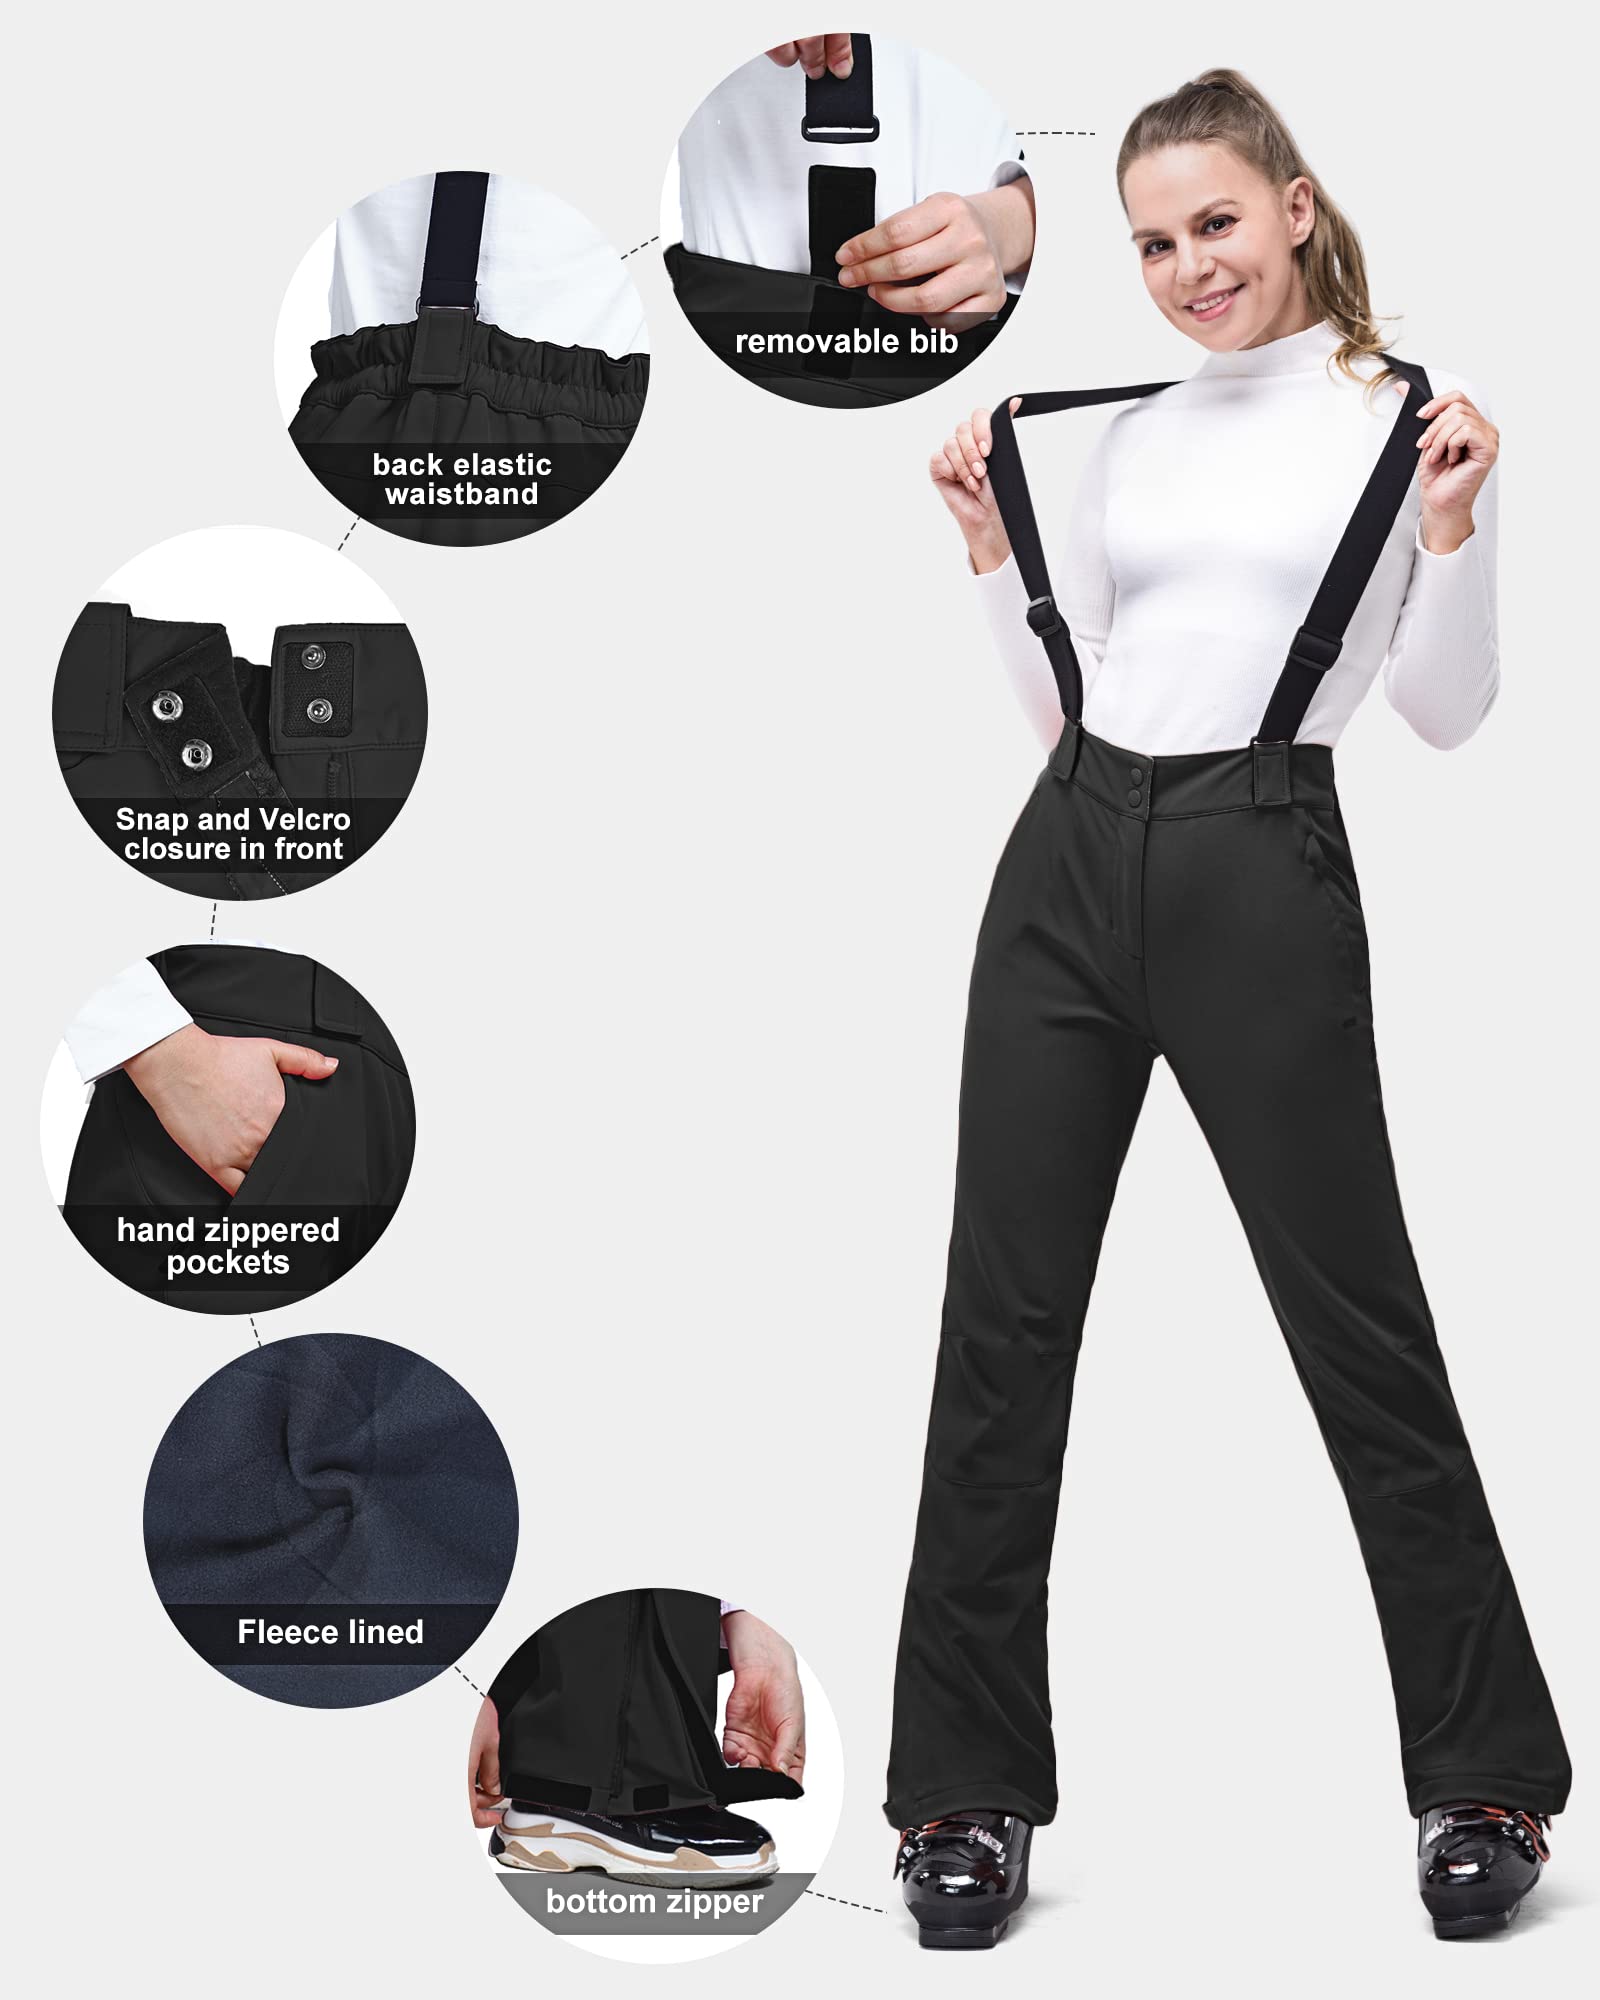 removable bib
back elastic
waistband
Snap and Velcro
closure in front
hand zippered
pockets
Fleece lined
bottom zipper